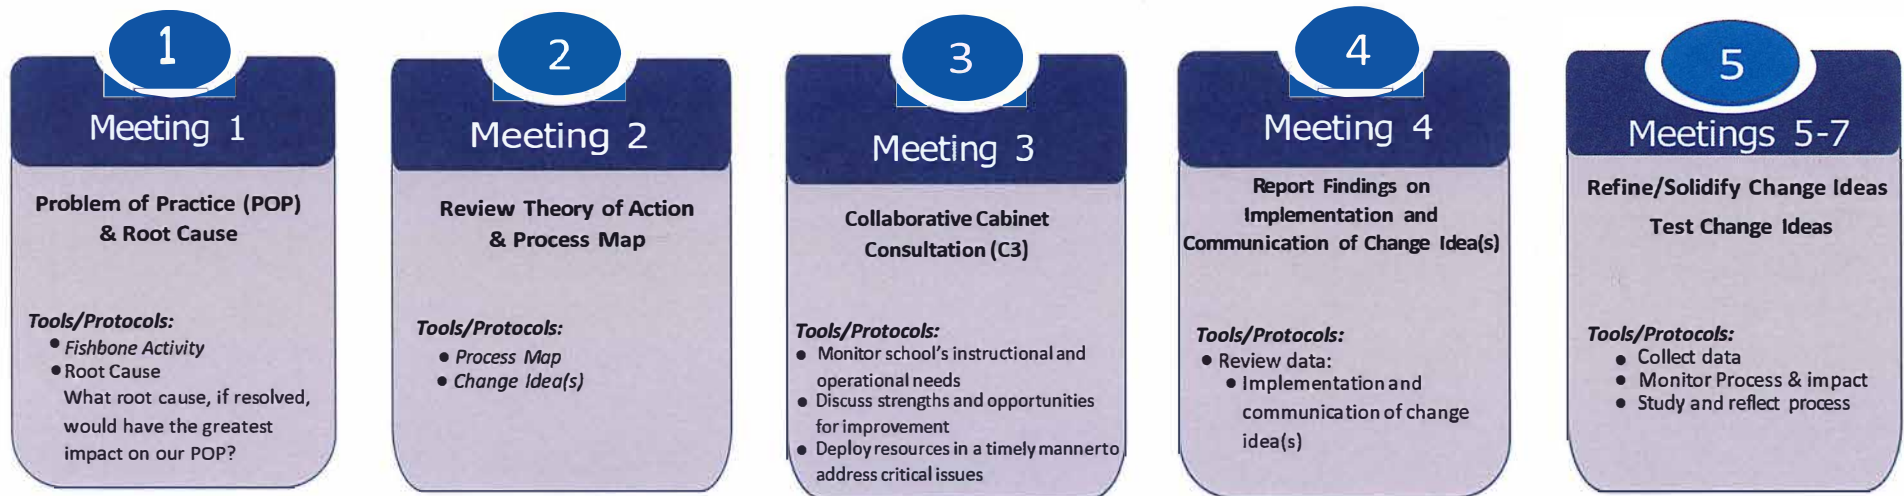 1
Meeting 1
Problem of Practice (POP)
& Root Cause
Tools/Protocols:
• Fishbone Activity
• Root Cause
What root cause, if resolved,
would have the greatest
impact on our POP?
2
Meeting 2
Review Theory of Action
& Process Map
Tools/Protocols:
• Process Map
• Change Idea(s)
3
Meeting 3
Collaborative Cabinet
Consultation (C3)
Tools/Protocols:
• Monitor school's instructional and
operational needs
• Discuss strengths and opportunities
for improvement
• Deploy resources in a timely manner to
address critical issues
4
Meeting 4
Report Findings on
Implementation and
Communication of Change Idea(s)
Tools/Protocols:
• Review data:
• Implementation and
communication of change
idea(s)
5
Meetings 5-7
Refine/Solidify Change Ideas
Test Change Ideas
Tools/Protocols:
• Collect data
• Monitor Process & impact
• Study and reflect process